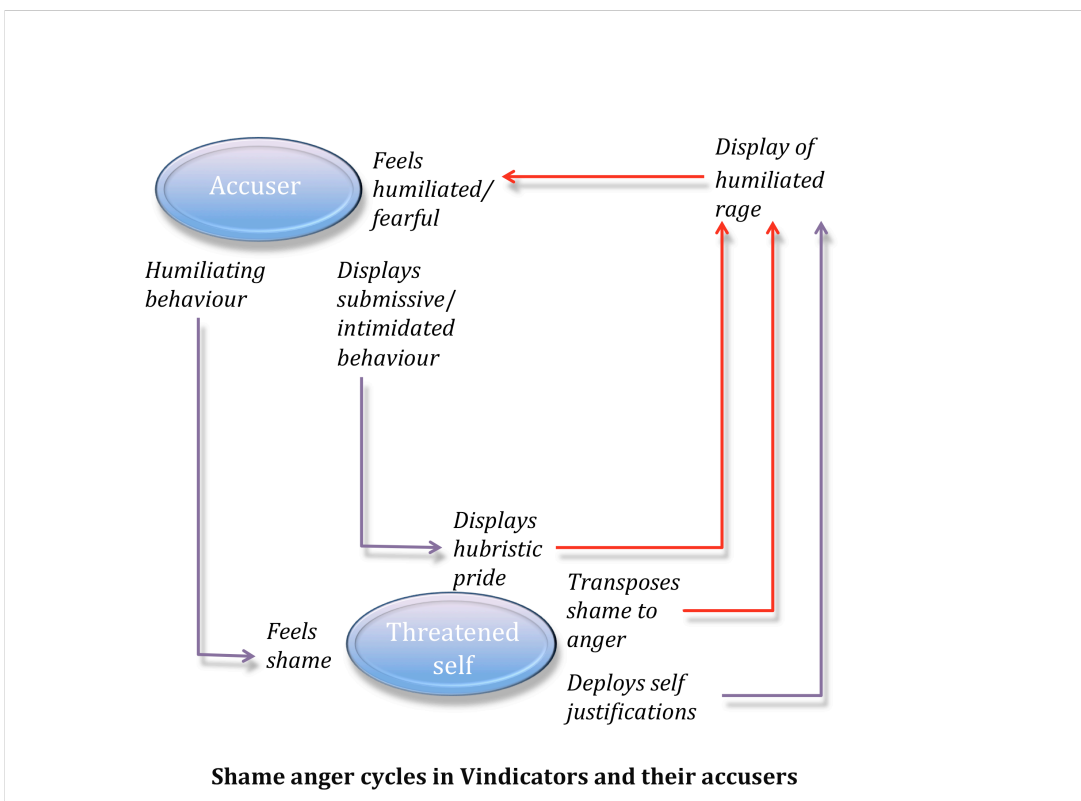 Accuser
Feels
humiliated/
fearful
Display of
humiliated
rage
Humiliating
behaviour
Displays
submissive/
intimidated
behaviour
Displays
hubristic
pride
Transposes
shame to
anger
Feels
shame
Threatened
self
Deploys self
justifications
Shame anger cycles in Vindicators and their accusers